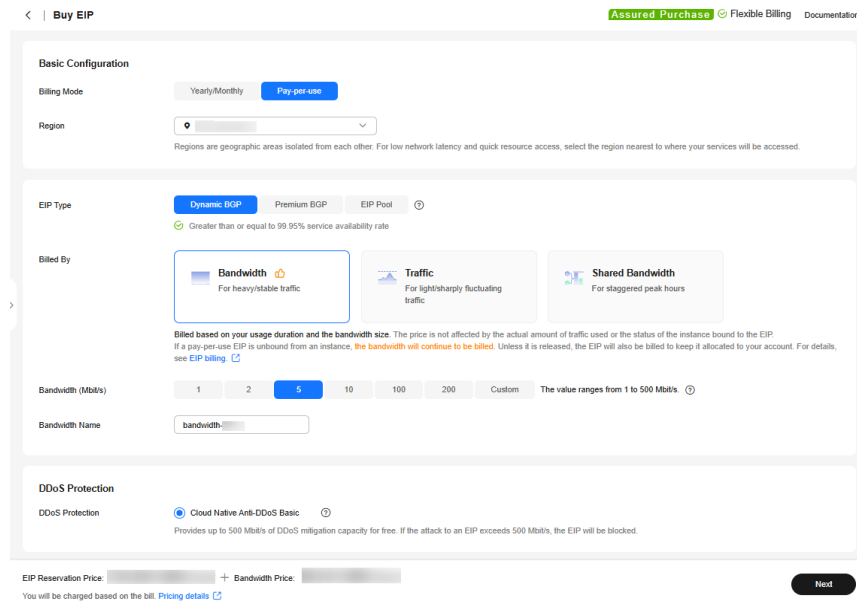 Buy EIP
Assured Purchase Flexible Billing Documentation
Basic Configuration
Billing Mode Yearly/Monthly Pay-per-use
Region
Regions are geographic areas isolated from each other. For low network latency and quick resource access, select the region nearest to where your services will be accessed.
EIP Type Dynamic BGP Premium BGP EIP Pool
Greater than or equal to 99.95% service availability rate
Billed By
Bandwidth
For heavy/stable traffic
Traffic
For light/sharply fluctuating
traffic
Shared Bandwidth
For staggered peak hours
Billed based on your usage duration and the bandwidth size. The price is not affected by the actual amount of traffic used or the status of the instance bound to the EIP.
If a pay-per-use EIP is unbound from an instance, the bandwidth will continue to be billed. Unless it is released, the EIP will also be billed to keep it allocated to your account. For details,
see EIP billing.
Bandwidth (Mbit/s) 1 2 5 10 100 200 Custom The value ranges from 1 to 500 Mbit/s.
Bandwidth Name bandwidth-
DDoS Protection
DDoS Protection Cloud Native Anti-DDoS Basic
Provides up to 500 Mbit/s of DDoS mitigation capacity for free. If the attack to an EIP exceeds 500 Mbit/s, the EIP will be blocked.
EIP Reservation Price: + Bandwidth Price:
You will be charged based on the bill. Pricing details
Next